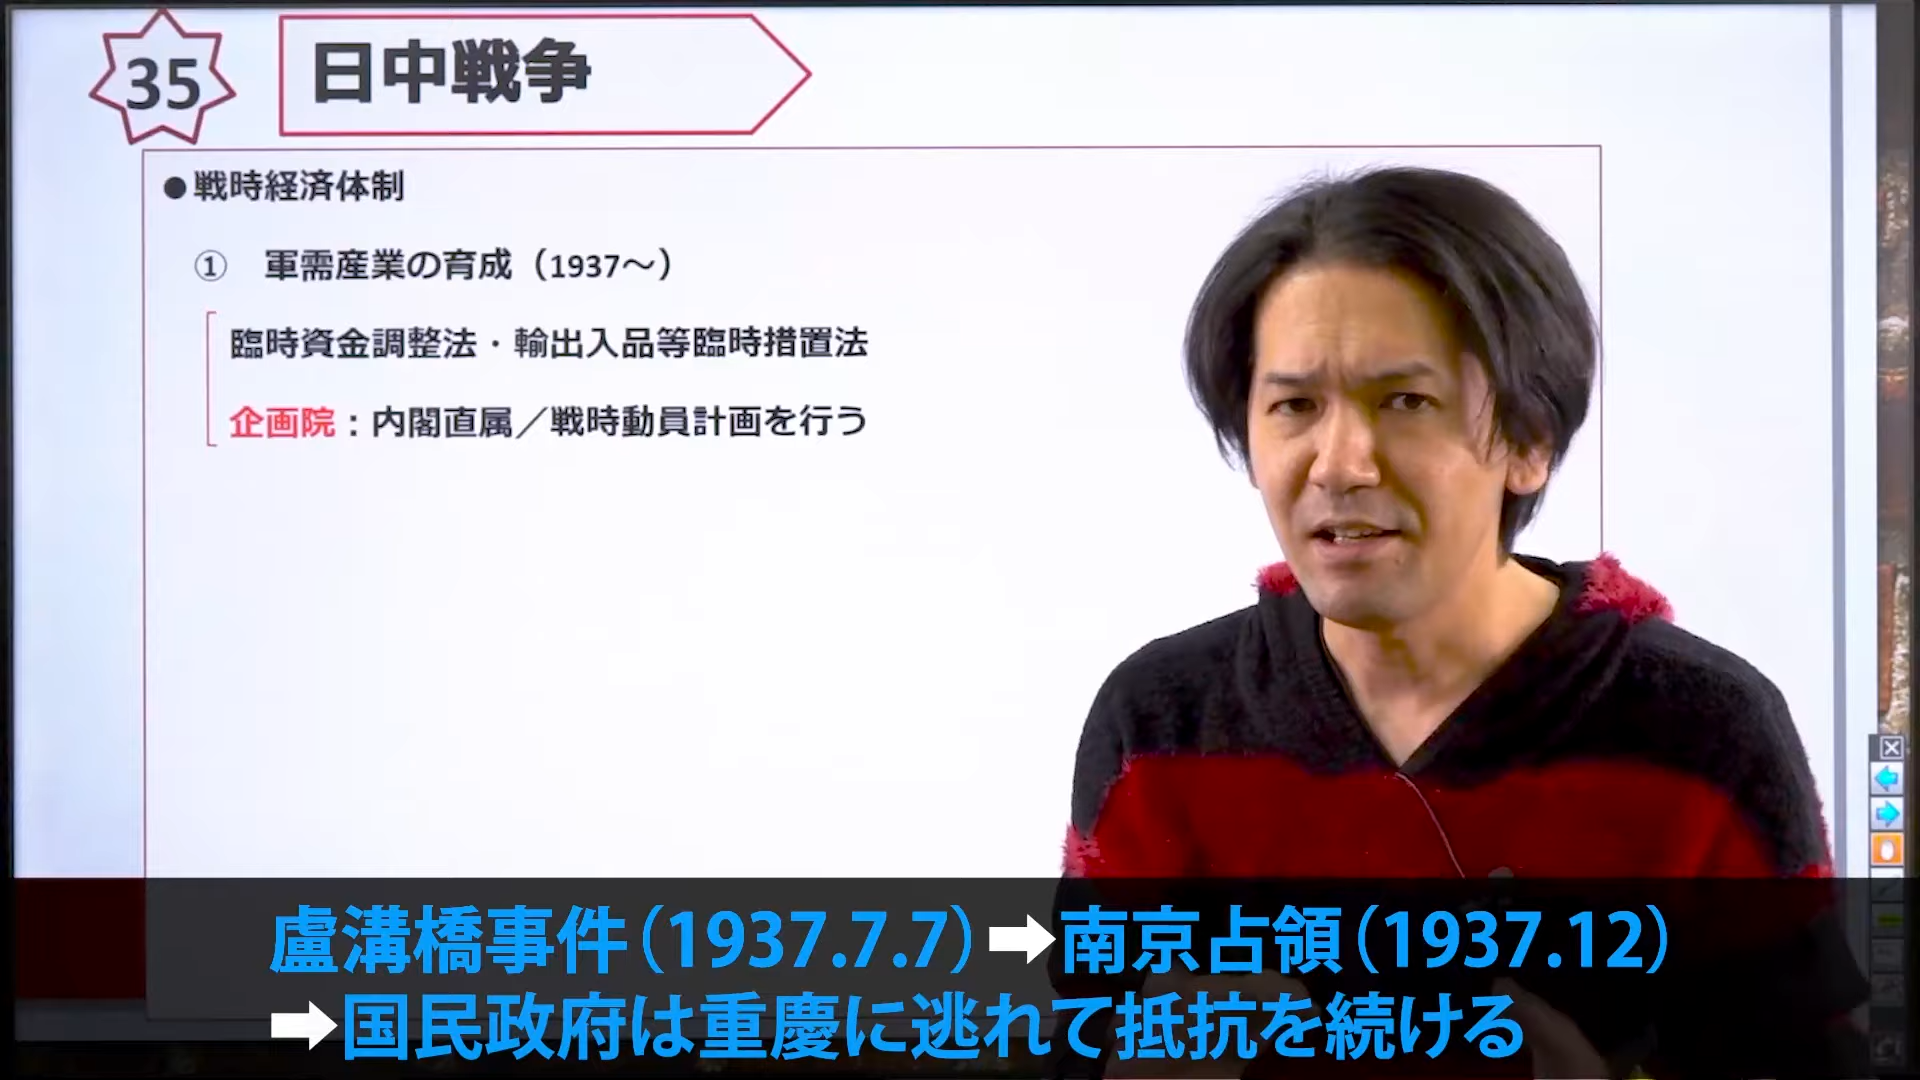 35
日中戦争
●戦時経済体制
① 軍需産業の育成（1937～）
臨時資金調整法・輸出入品等臨時措置法
企画院：内閣直属／戦時動員計画を行う
盧溝橋事件（1937.7.7）➡南京占領（1937.12）
➡国民政府は重慶に逃れて抵抗を続ける